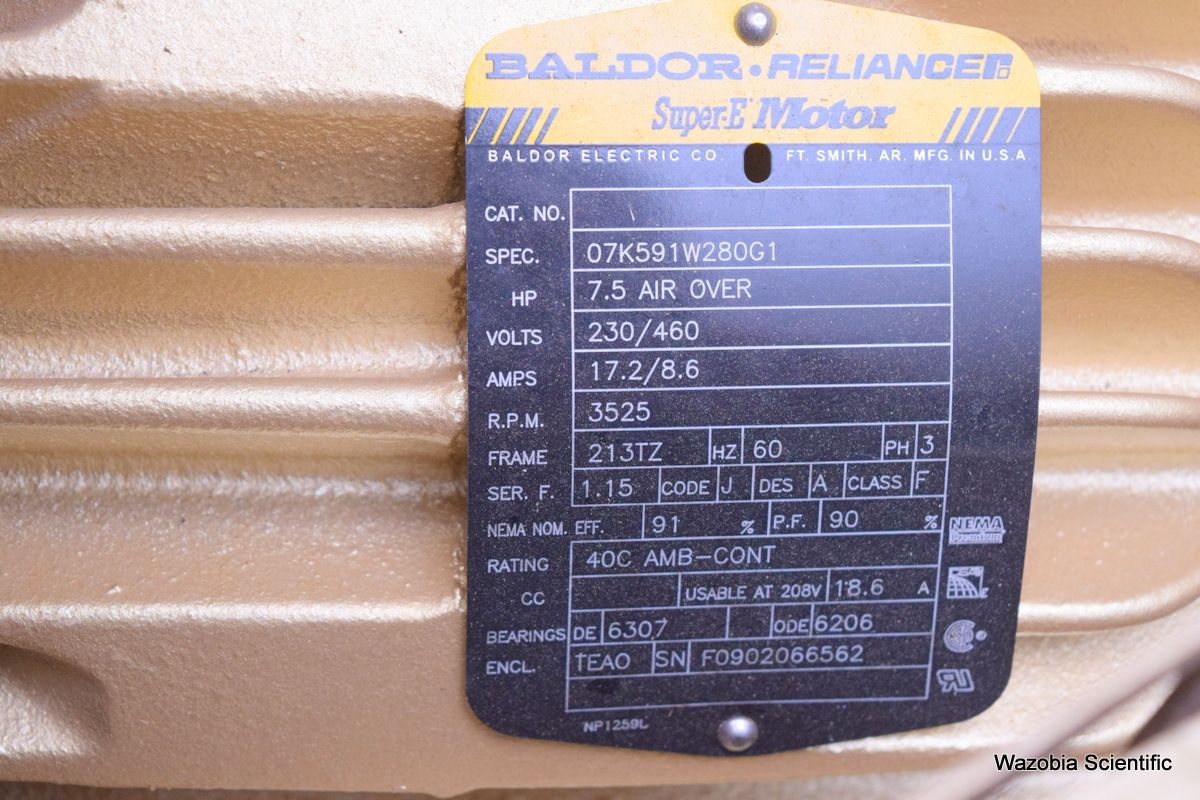 BALDOR • RELIANCER
Super-E Motor
BALDOR ELECTRIC CO. FT. SMITH. AR. MFG. IN U.S.A.
CAT. NO.
SPEC. 07K591W280G1
HP 7.5 AIR OVER
VOLTS 230/460
AMPS 17.2/8.6
R.P.M. 3525
FRAME 213TZ HZ 60 PH 3
SER. F. 1.15 CODE J DES A CLASS F
NEMA NOM. EFF. 91 % P.F. 90 %
NEMA Premium
RATING 40C AMB-CONT
CC USABLE AT 208V 18.6 A
BEARINGS DE 6307 ODE 6206
ENCL. TEAO SN F0902066562
NP1259L
Wazobia Scientific